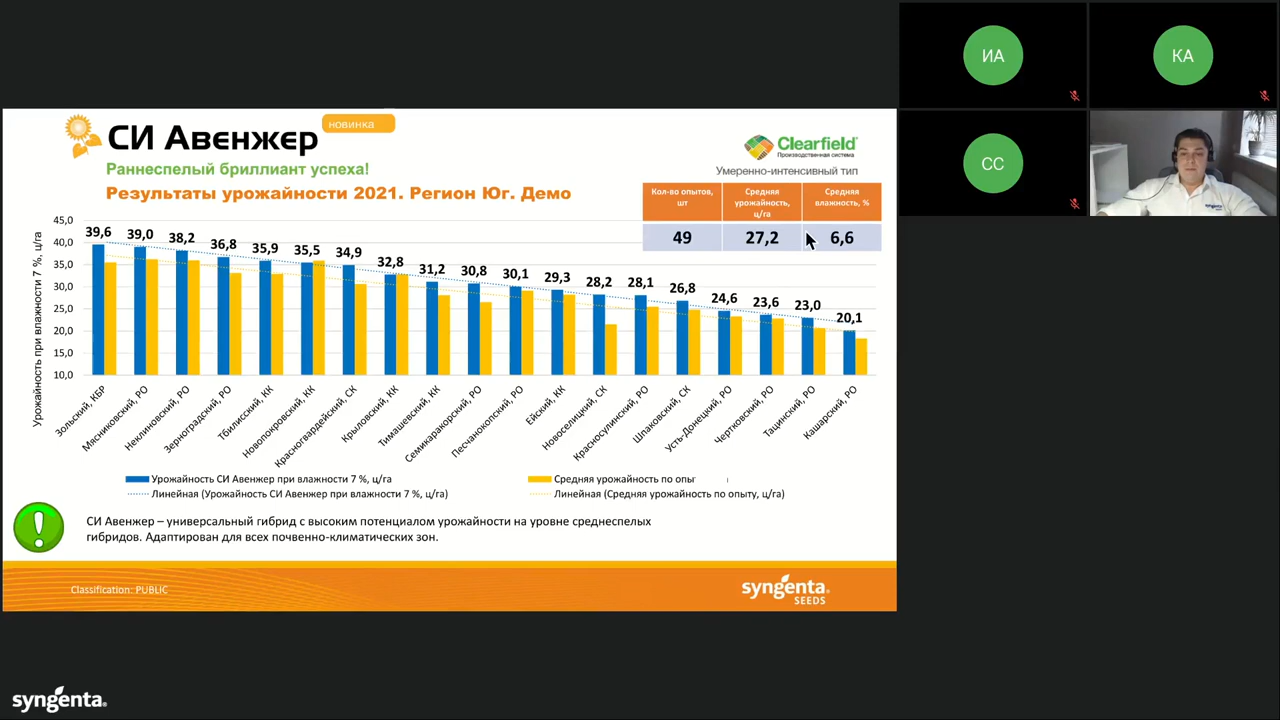 СИ Авенжер
новинка
Раннеспелый бриллиант успеха!
Результаты урожайности 2021. Регион Юг. Демо
Clearfield®
Производственная система
Умеренно-интенсивный тип
Кол-во опытов, шт
Средняя урожайность, ц/га
Средняя влажность, %
49 27,2 6,6
Урожайность при влажности 7 %, ц/га
45,0
40,0
35,0
30,0
25,0
20,0
15,0
10,0
39,6 39,0 38,2 36,8 35,9 35,5 34,9 32,8 31,2 30,8 30,1 29,3 28,2 28,1 26,8 24,6 23,6 23,0 20,1
Зольский, КБР
Мясниковский, РО
Неклиновский, РО
Зерноградский, РО
Тбилисский, КК
Новопокровский, КК
Красногвардейский, СК
Крыловский, КК
Тимашевский, КК
Семикаракорский, РО
Песчанокопский, РО
Ейский, КК
Новоселицкий, СК
Красносулинский, РО
Шпаковский, СК
Усть-Донецкий, РО
Чертковский, РО
Тацинский, РО
Кашарский, РО
Урожайность СИ Авенжер при влажности 7 %, ц/га
Средняя урожайность по опы
Линейная (Урожайность СИ Авенжер при влажности 7 %, ц/га)
Линейная (Средняя урожайность по опыту, ц/га)
СИ Авенжер – универсальный гибрид с высоким потенциалом урожайности на уровне среднеспелых
гибридов. Адаптирован для всех почвенно-климатических зон.
Classification: PUBLIC
syngenta®
SEEDS
ИА
КА
СС
syngenta
syngenta®